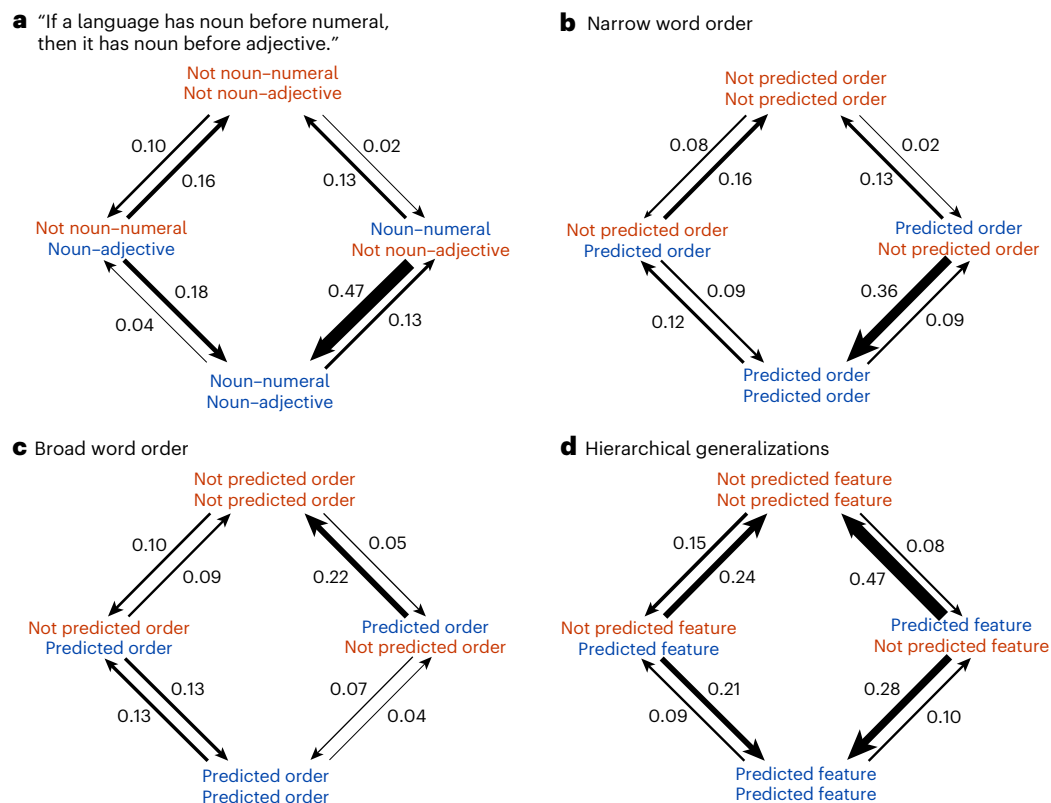 a “If a language has noun before numeral,
then it has noun before adjective.”
Not noun–numeral
Not noun–adjective
0.10
0.16
0.02
0.13
Not noun–numeral
Noun–adjective
Noun–numeral
Not noun–adjective
0.18
0.04
0.47
0.13
Noun–numeral
Noun–adjective
b Narrow word order
Not predicted order
Not predicted order
0.08
0.16
0.02
0.13
Not predicted order
Predicted order
Predicted order
Not predicted order
0.09
0.12
0.36
0.09
Predicted order
Predicted order
c Broad word order
Not predicted order
Not predicted order
0.10
0.09
0.05
0.22
Not predicted order
Predicted order
Predicted order
Not predicted order
0.13
0.13
0.07
0.04
Predicted order
Predicted order
d Hierarchical generalizations
Not predicted feature
Not predicted feature
0.15
0.24
0.08
0.47
Not predicted feature
Predicted feature
Predicted feature
Not predicted feature
0.21
0.09
0.28
0.10
Predicted feature
Predicted feature